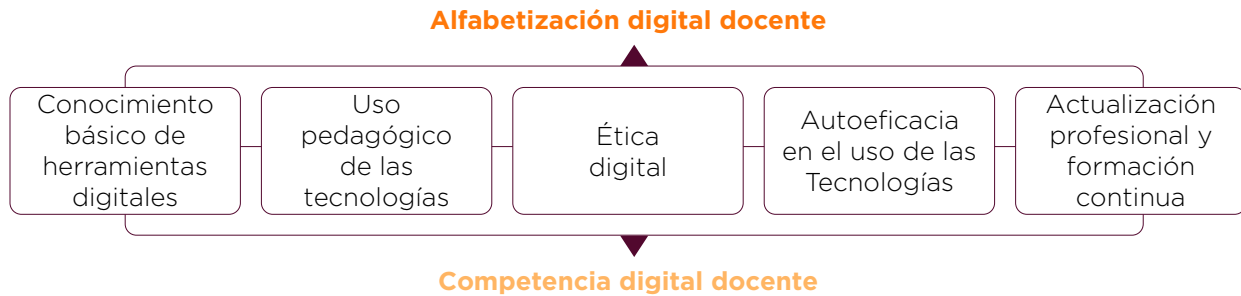 Alfabetización digital docente
Conocimiento
básico de
herramientas
digitales
Uso
pedagógico
de las
tecnologías
Ética
digital
Autoeficacia
en el uso de las
Tecnologías
Actualización
profesional y
formación
continua
Competencia digital docente